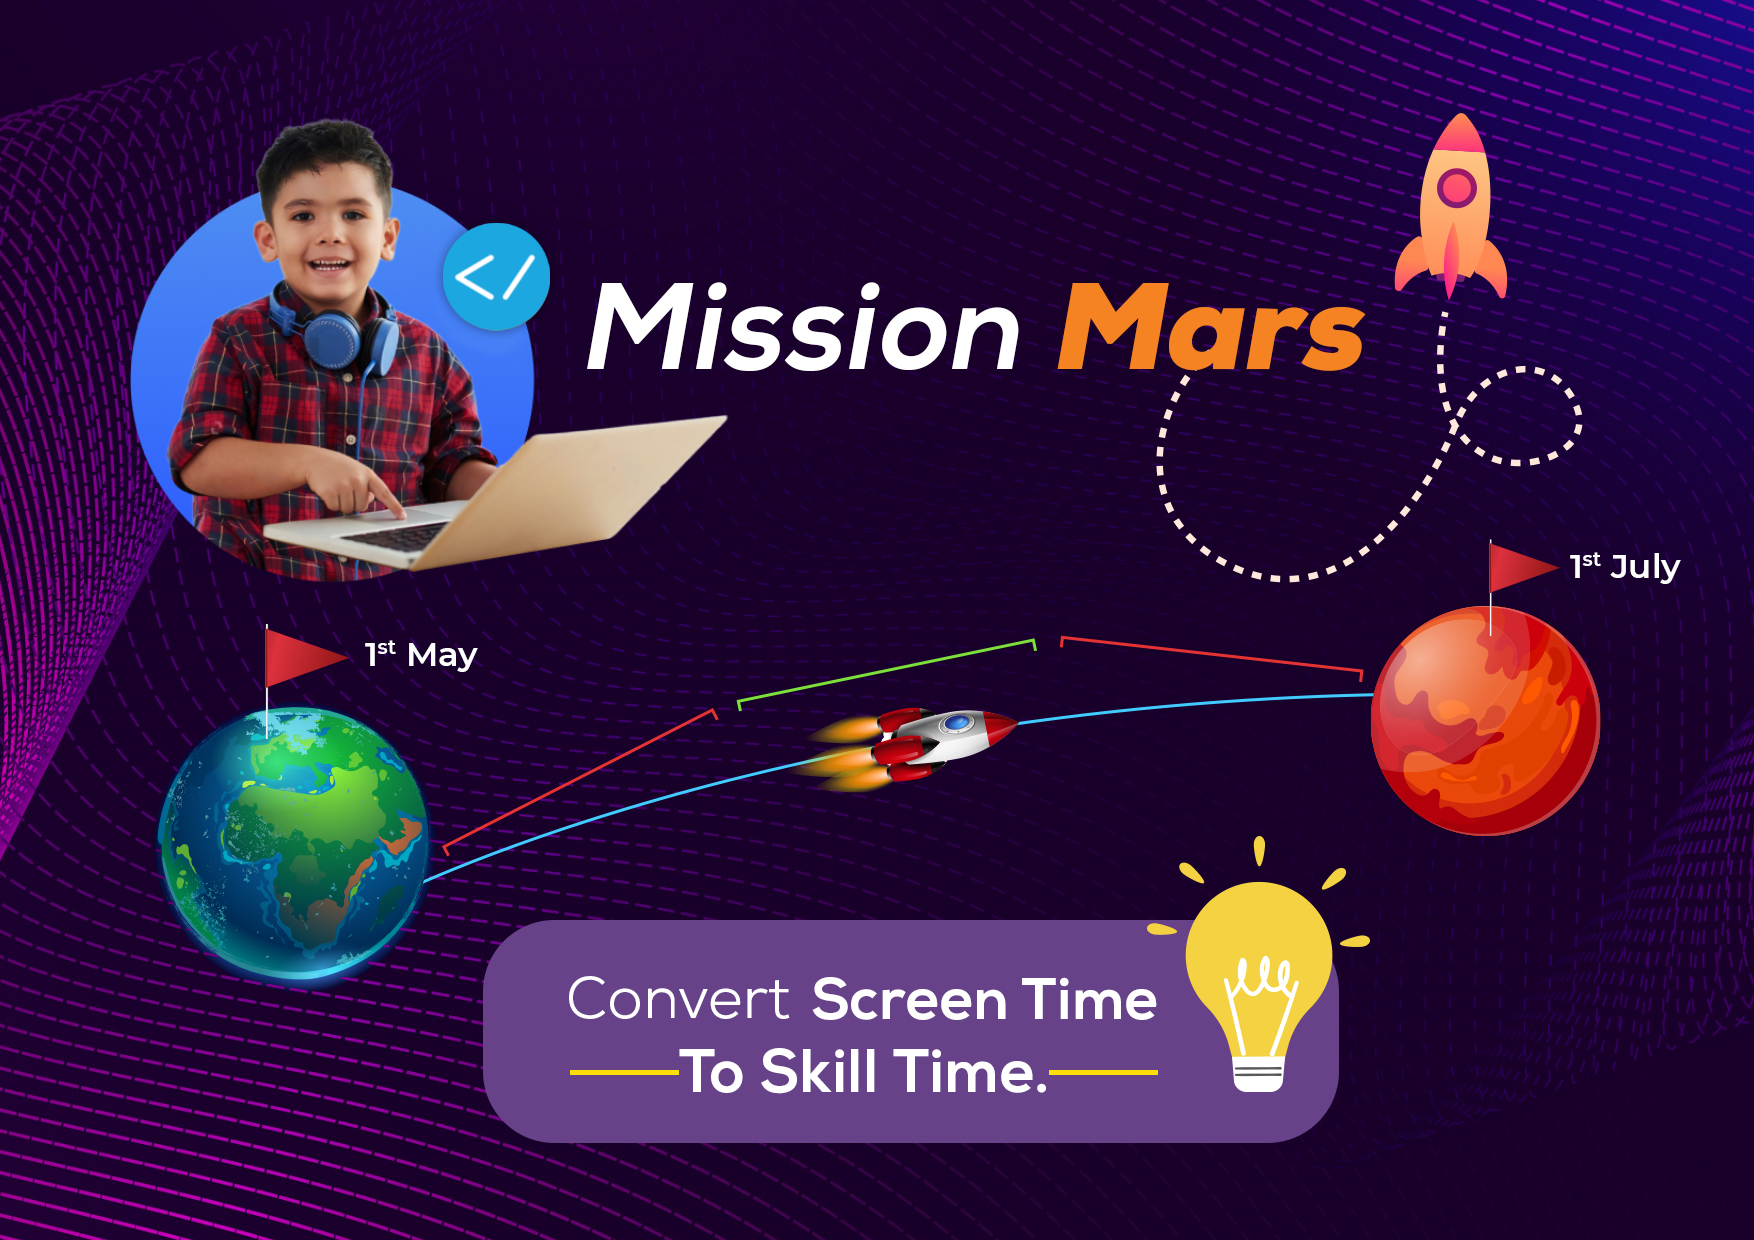 </
Mission Mars
1st July
1st May
Convert Screen Time
To Skill Time.